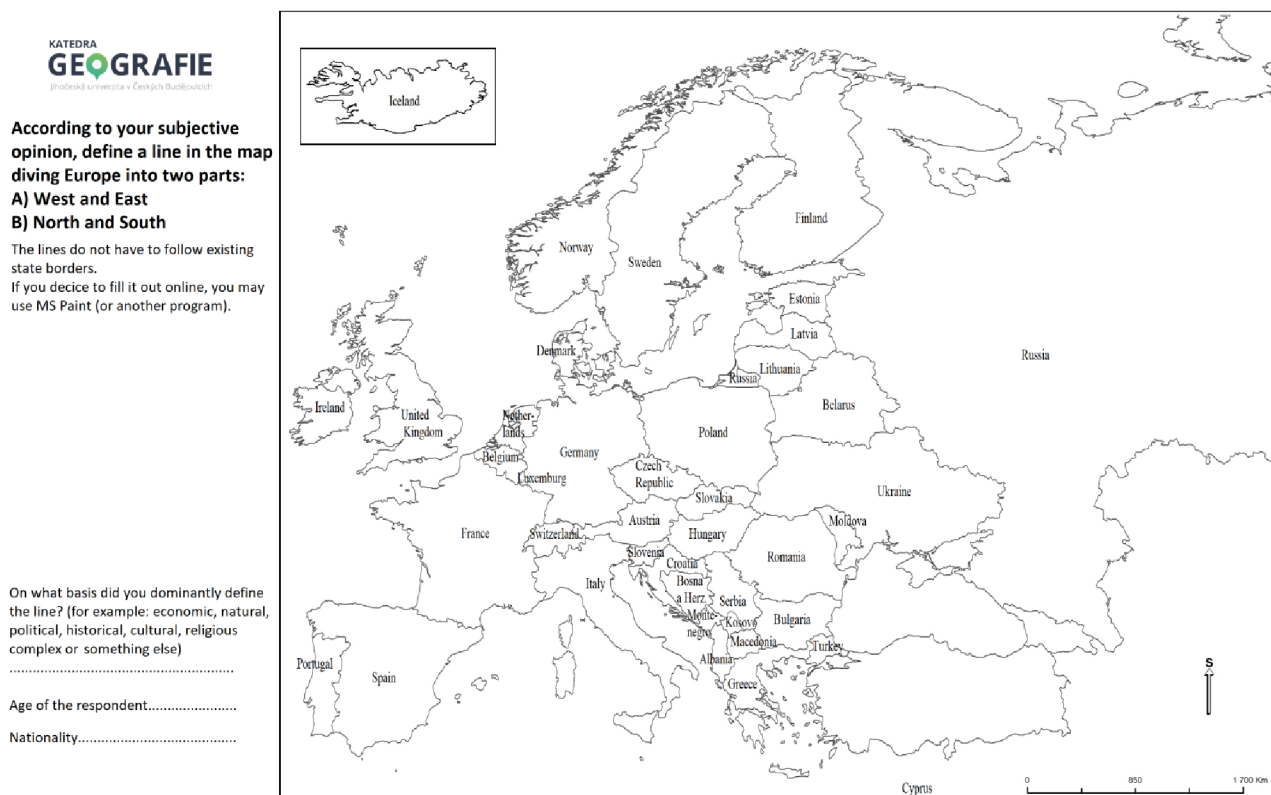 KATEDRA
GEOGRAFIE
Jihočeská univerzita v Českých Budějovicích
According to your subjective
opinion, define a line in the map
diving Europe into two parts:
A) West and East
B) North and South
The lines do not have to follow existing
state borders.
If you decice to fill it out online, you may
use MS Paint (or another program).
On what basis did you dominantly define
the line? (for example: economic, natural,
political, historical, cultural, religious
complex or something else)
............................................................
Age of the respondent......................
Nationality......................................
Iceland
Norway
Sweden
Finland
Estonia
Latvia
Lithuania
Russia
Russia
Denmark
Belarus
Ireland
United
Kingdom
Nether-
lands
Belgium
Luxemburg
Germany
Poland
Czech
Republic
Slovakia
Ukraine
Moldova
France
Switzerland
Austria
Hungary
Romania
Slovenia
Croatia
Italy
Bosna
a Herz.
Serbia
Monte-
negro
Kosovo
Bulgaria
Macedonia
Turkey
Albania
Greece
Portugal
Spain
Cyprus
S
0 850 1 700 Km